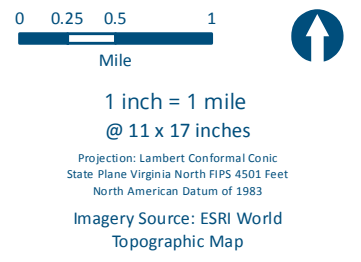 0 0.25 0.5 1
Mile
1 inch = 1 mile
@ 11 x 17 inches
Projection: Lambert Conformal Conic
State Plane Virginia North FIPS 4501 Feet
North American Datum of 1983
Imagery Source: ESRI World
Topographic Map